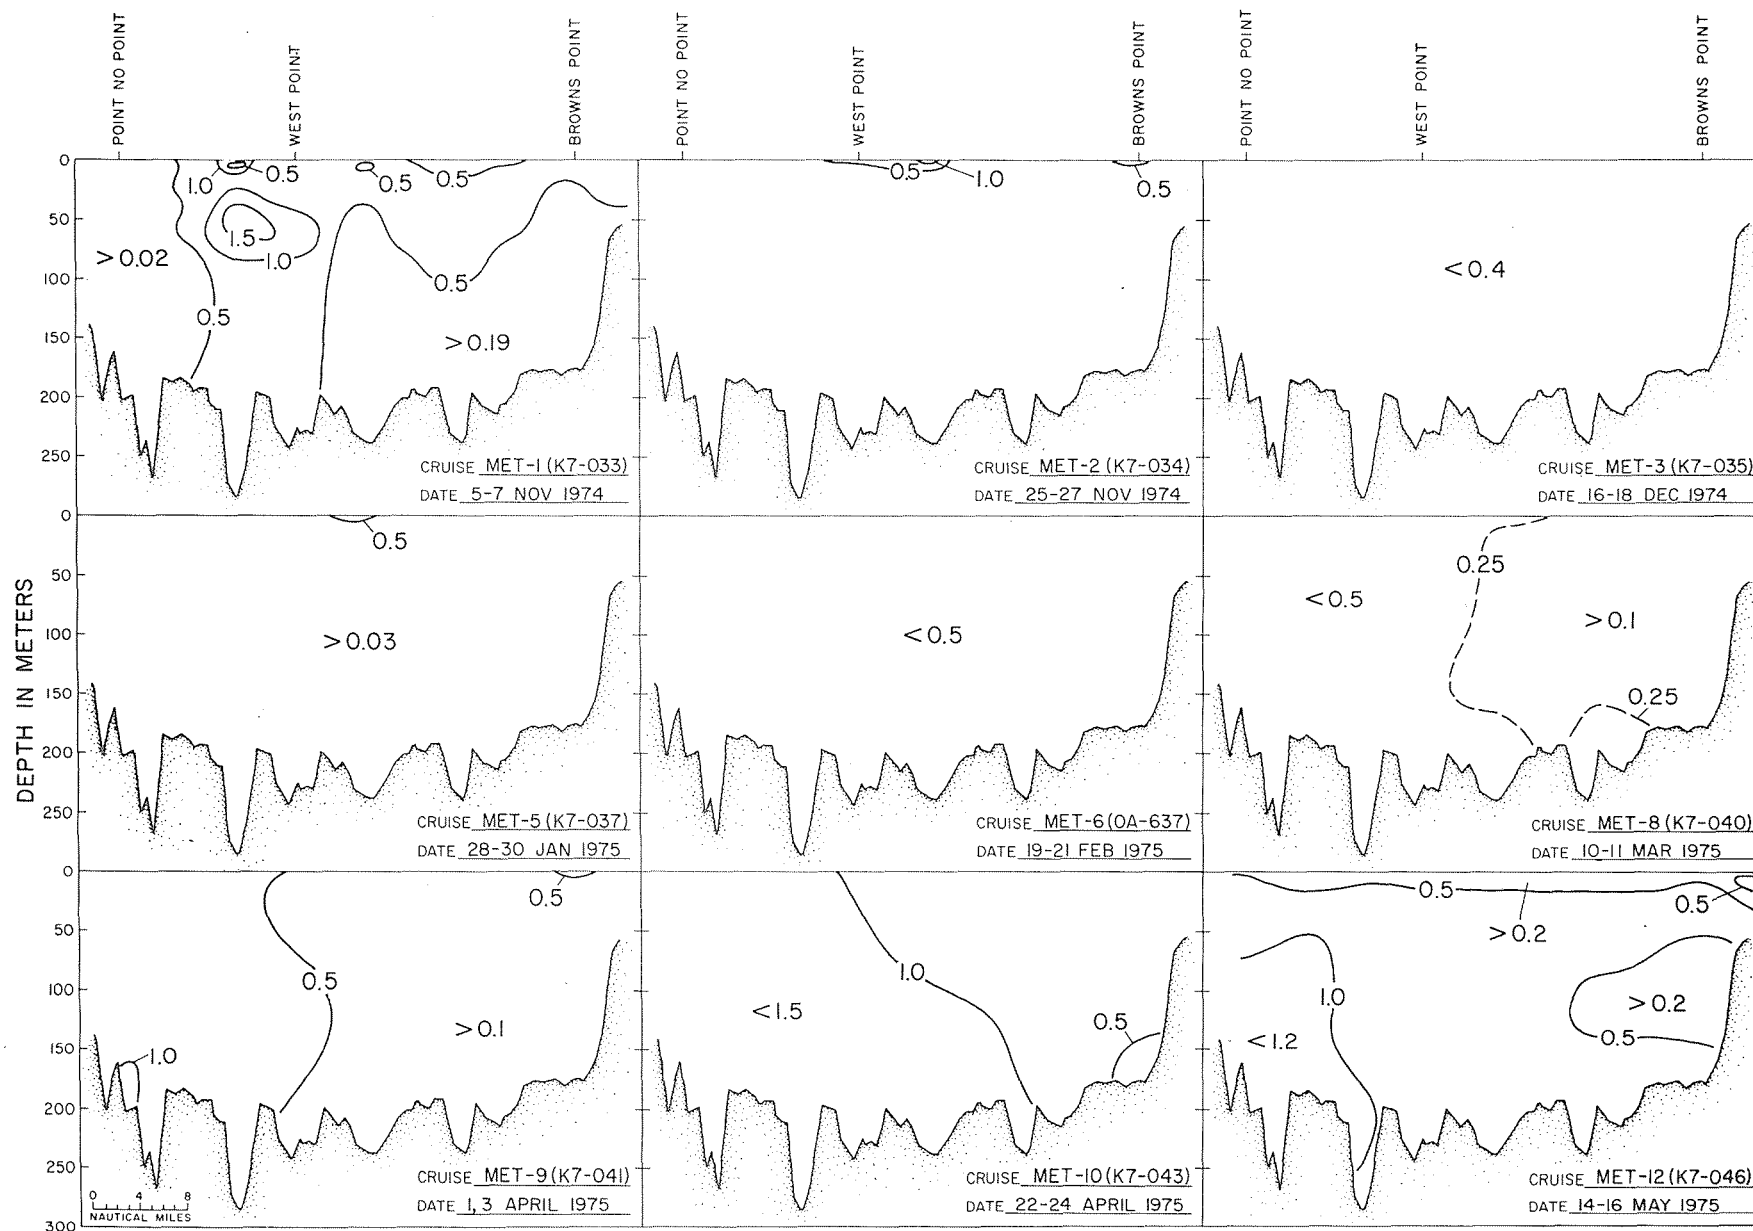 POINT NO POINT
WEST POINT
BROWNS POINT
POINT NO POINT
WEST POINT
BROWNS POINT
POINT NO POINT
WEST POINT
BROWNS POINT
DEPTH IN METERS
0
50
100
150
200
250
1.0
0.5
0.5
0.5
1.5
1.0
>0.02
0.5
0.5
>0.19
CRUISE MET-1 (K7-033)
DATE 5-7 NOV 1974
0.5
1.0
0.5
CRUISE MET-2 (K7-034)
DATE 25-27 NOV 1974
<0.4
CRUISE MET-3 (K7-035)
DATE 16-18 DEC 1974
0
50
100
150
200
250
0.5
>0.03
CRUISE MET-5 (K7-037)
DATE 28-30 JAN 1975
<0.5
CRUISE MET-6 (OA-637)
DATE 19-21 FEB 1975
0.25
<0.5
>0.1
0.25
CRUISE MET-8 (K7-040)
DATE 10-11 MAR 1975
0
50
100
150
200
250
300
0.5
0.5
>0.1
1.0
0 4 8
NAUTICAL MILES
CRUISE MET-9 (K7-041)
DATE 1,3 APRIL 1975
1.0
<1.5
0.5
CRUISE MET-10 (K7-043)
DATE 22-24 APRIL 1975
0.5
0.5
>0.2
1.0
>0.2
0.5
<1.2
CRUISE MET-12 (K7-046)
DATE 14-16 MAY 1975